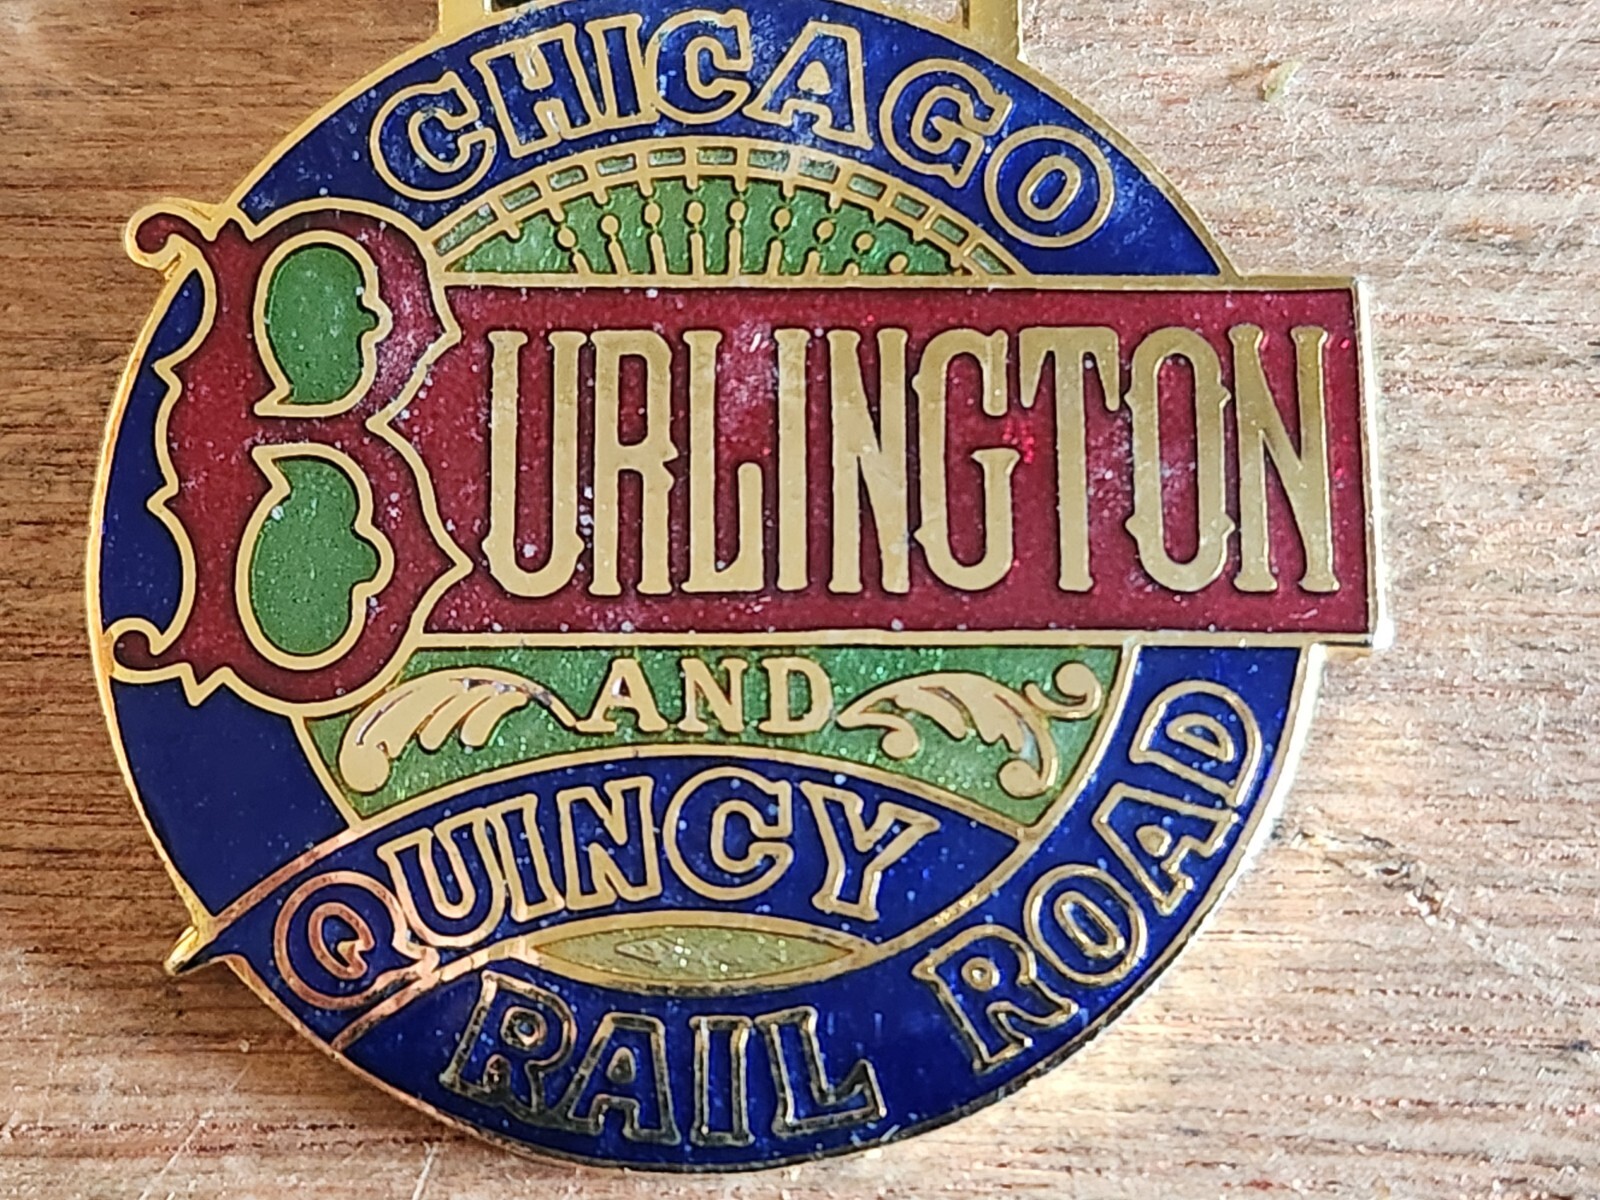 CHICAGO
BURLINGTON
AND
QUINCY
RAIL ROAD